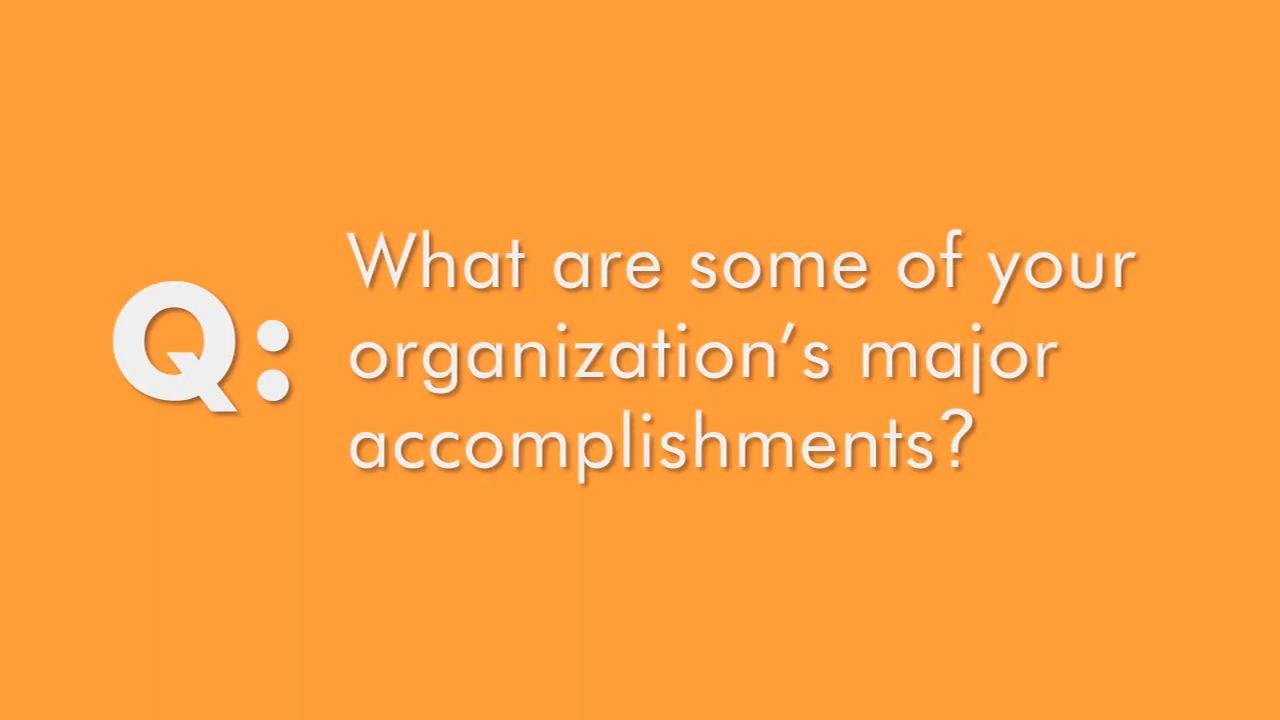 Q:
What are some of your
organization’s major
accomplishments?